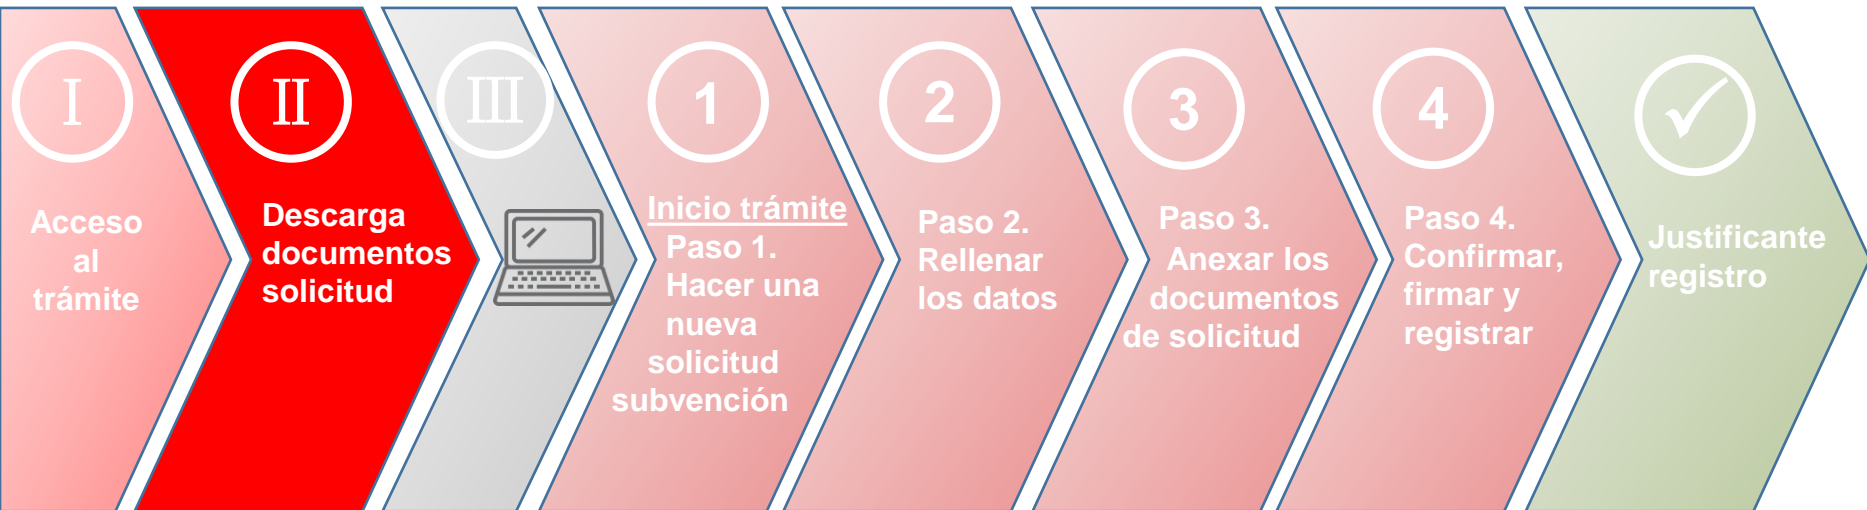 I
Acceso
al
trámite
II
Descarga
documentos
solicitud
III
1
Inicio trámite
Paso 1.
Hacer una
nueva
solicitud
subvención
2
Paso 2.
Rellenar
los datos
3
Paso 3.
Anexar los
documentos
de solicitud
4
Paso 4.
Confirmar,
firmar y
registrar
Justificante
registro